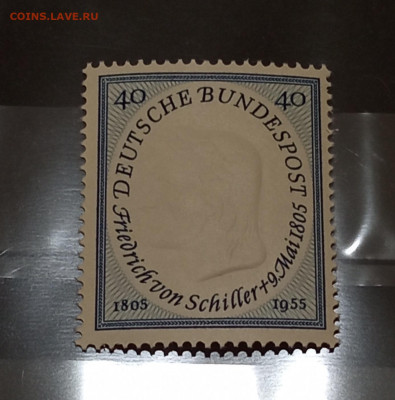 COINS.LAVE.RU
40 40
DEUTSCHE BUNDESPOST
Friedrich von Schiller + 9. Mai 1805
1805 1955